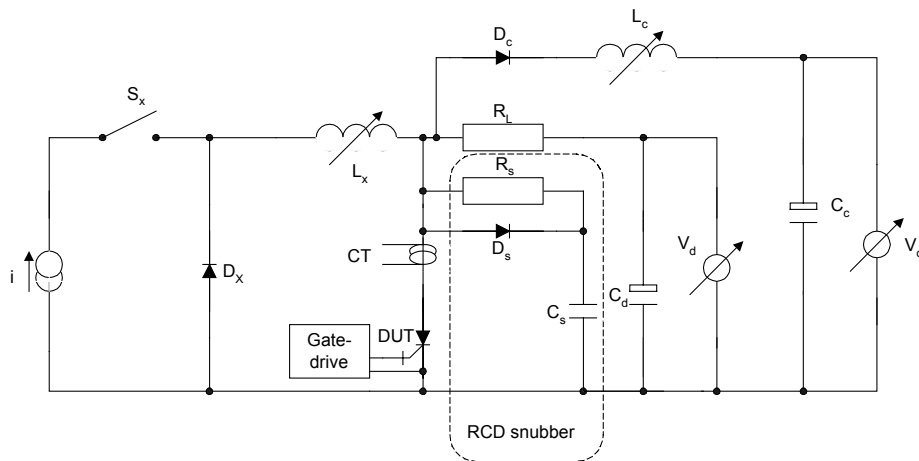 L_c
D_c
S_x
R_L
L_x
R_s
C_c
CT
D_s
V_d
V_c
i
D_X
C_d
C_s
DUT
Gate-
drive
RCD snubber